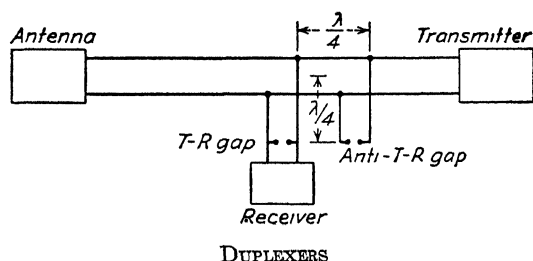 Antenna
λ
4
Transmitter
λ/4
T-R gap
Anti-T-R gap
Receiver
DUPLEXERS